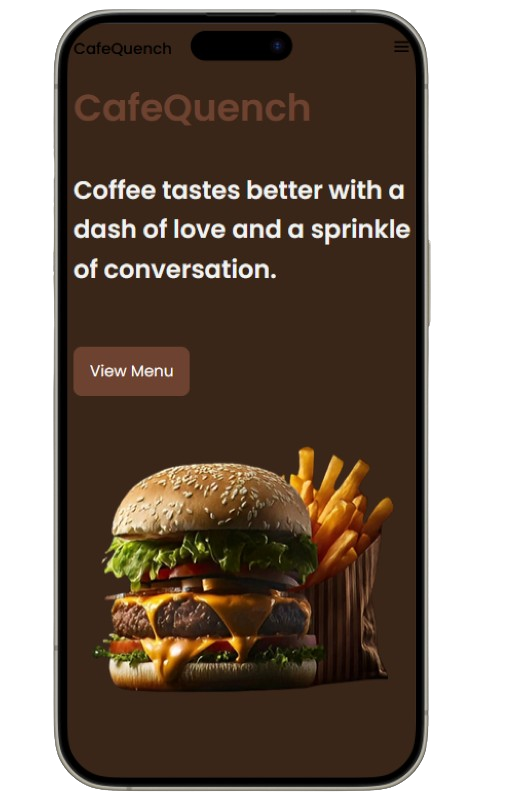 CafeQuench
CafeQuench
Coffee tastes better with a
dash of love and a sprinkle
of conversation.
View Menu